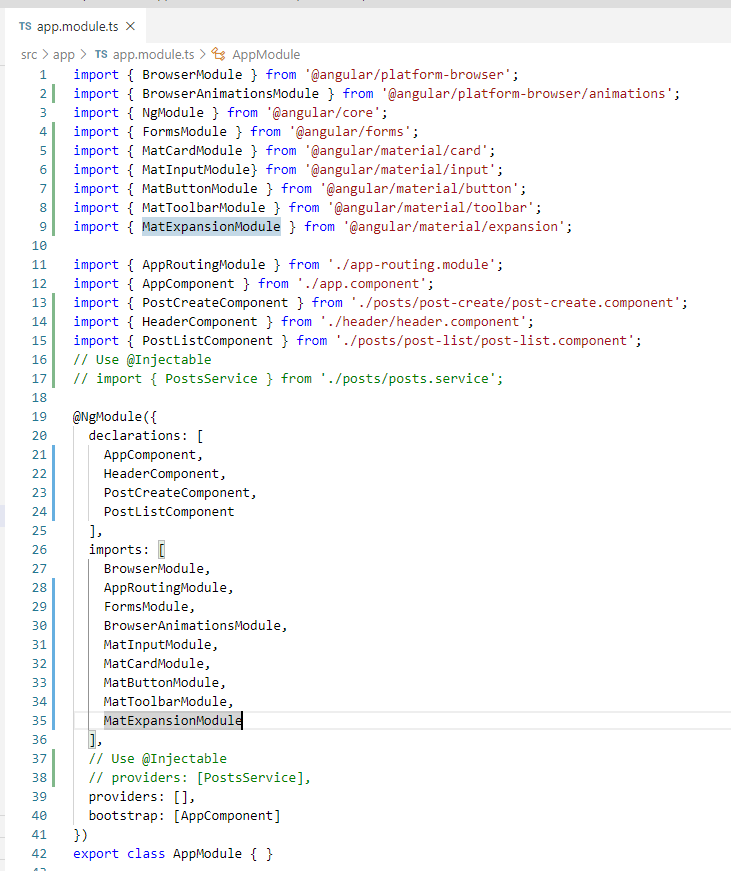 TS app.module.ts ×
src > app > TS app.module.ts > AppModule
1 import { BrowserModule } from '@angular/platform-browser';
2 import { BrowserAnimationsModule } from '@angular/platform-browser/animations';
3 import { NgModule } from '@angular/core';
4 import { FormsModule } from '@angular/forms';
5 import { MatCardModule } from '@angular/material/card';
6 import { MatInputModule} from '@angular/material/input';
7 import { MatButtonModule } from '@angular/material/button';
8 import { MatToolbarModule } from '@angular/material/toolbar';
9 import { MatExpansionModule } from '@angular/material/expansion';
10
11 import { AppRoutingModule } from './app-routing.module';
12 import { AppComponent } from './app.component';
13 import { PostCreateComponent } from './posts/post-create/post-create.component';
14 import { HeaderComponent } from './header/header.component';
15 import { PostListComponent } from './posts/post-list/post-list.component';
16 // Use @Injectable
17 // import { PostsService } from './posts/posts.service';
18
19 @NgModule({
20   declarations: [
21     AppComponent,
22     HeaderComponent,
23     PostCreateComponent,
24     PostListComponent
25   ],
26   imports: [
27     BrowserModule,
28     AppRoutingModule,
29     FormsModule,
30     BrowserAnimationsModule,
31     MatInputModule,
32     MatCardModule,
33     MatButtonModule,
34     MatToolbarModule,
35     MatExpansionModule
36   ],
37   // Use @Injectable
38   // providers: [PostsService],
39   providers: [],
40   bootstrap: [AppComponent]
41 })
42 export class AppModule { }